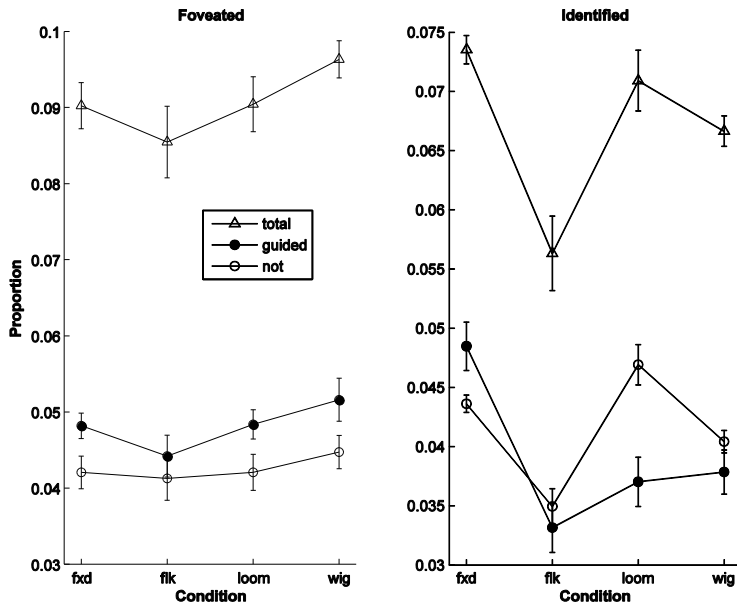 Foveated
0.1
0.09
0.08
0.07
0.06
0.05
0.04
0.03
Proportion
total
guided
not
fxd flk loom wig
Condition
Identified
0.075
0.07
0.065
0.06
0.055
0.05
0.045
0.04
0.035
0.03
fxd flk loom wig
Condition